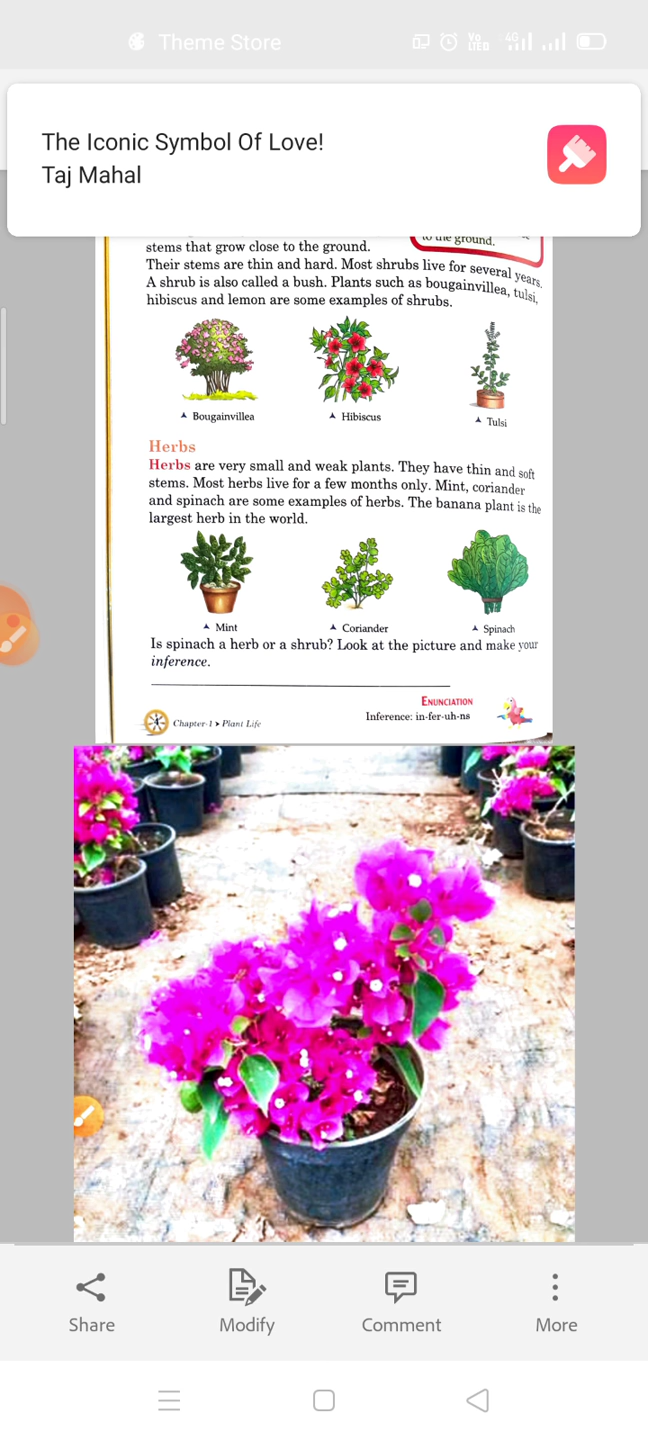 Theme Store
Vo
LTED
4G
The Iconic Symbol Of Love!
Taj Mahal
to the ground.
stems that grow close to the ground.
Their stems are thin and hard. Most shrubs live for several years.
A shrub is also called a bush. Plants such as bougainvillea, tulsi,
hibiscus and lemon are some examples of shrubs.
Bougainvillea
Hibiscus
Tulsi
Herbs
Herbs are very small and weak plants. They have thin and soft
stems. Most herbs live for a few months only. Mint, coriander
and spinach are some examples of herbs. The banana plant is the
largest herb in the world.
Mint
Coriander
Spinach
Is spinach a herb or a shrub? Look at the picture and make your
inference.
ENUNCIATION
Inference: in-fer-uh-ns
4
Chapter-1 ➤ Plant Life
Share
Modify
Comment
More